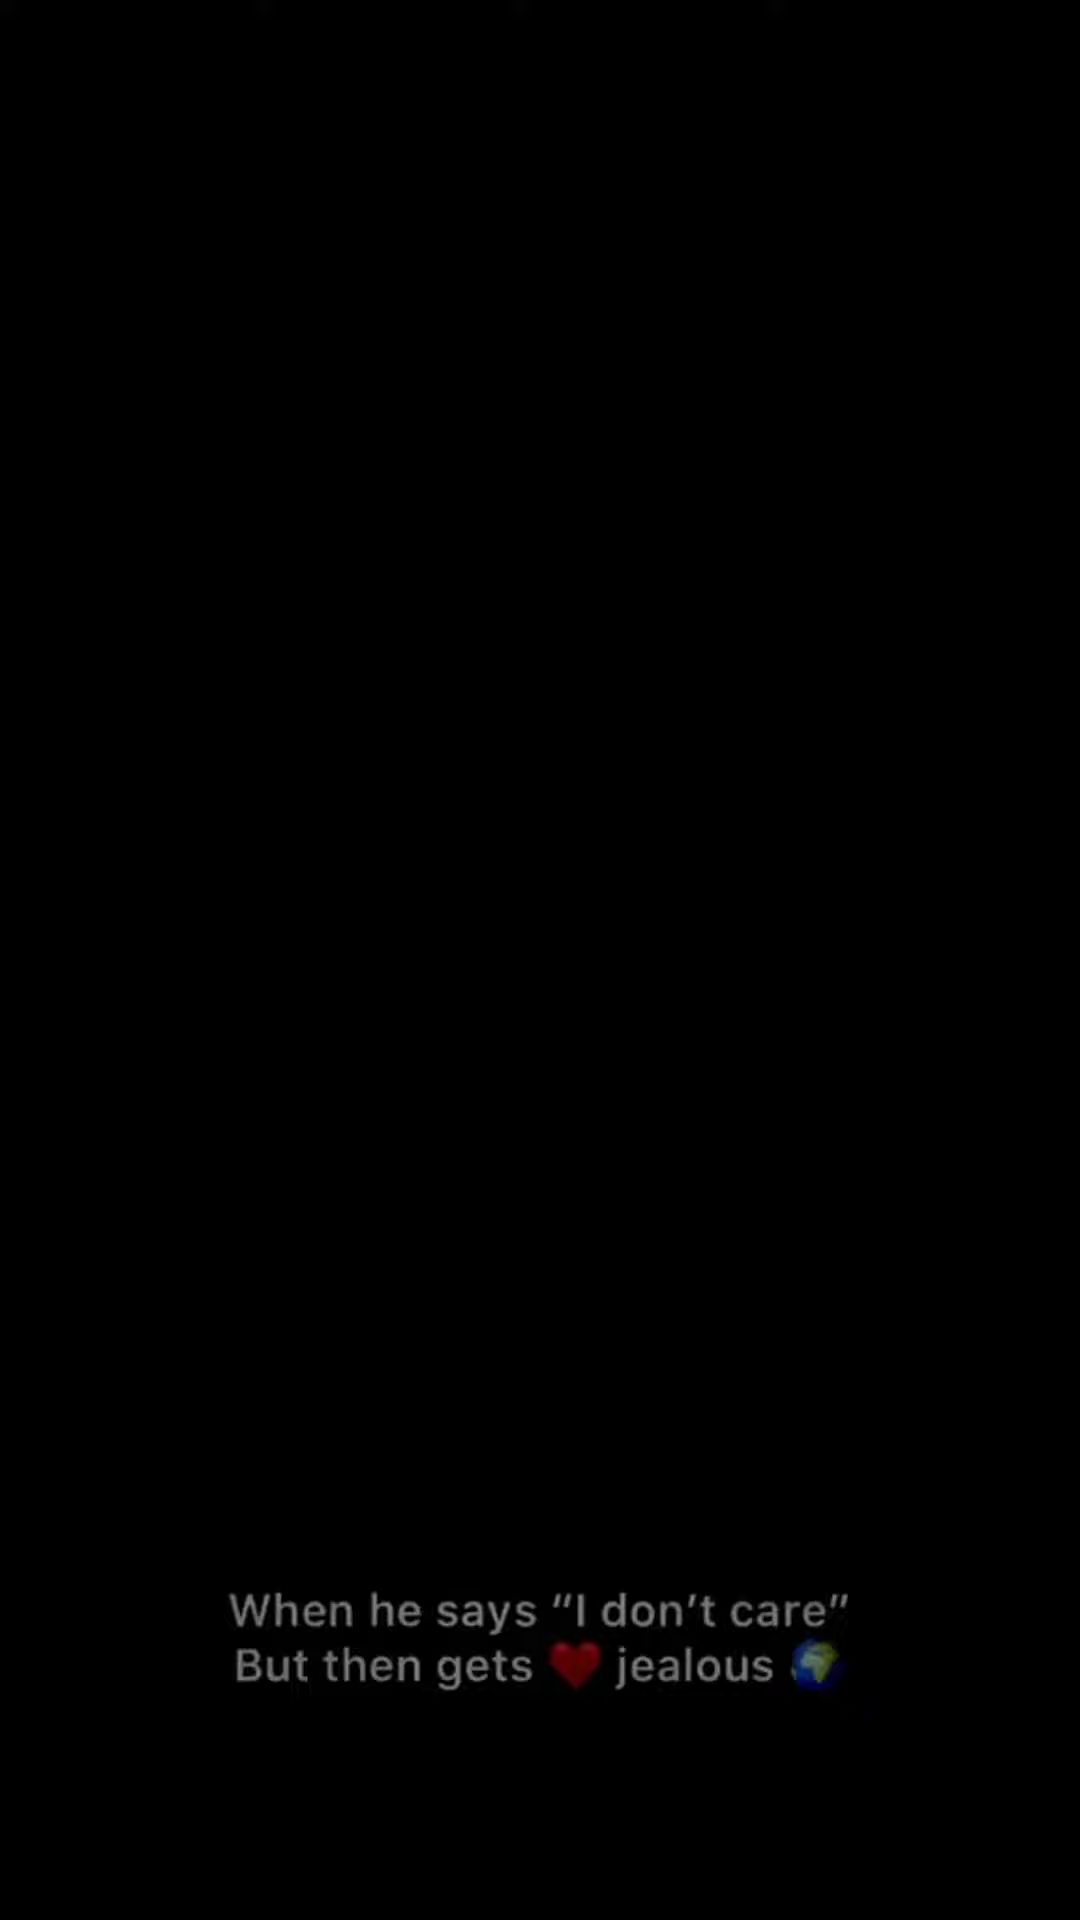 When he says “I don’t care”
But then gets ❤️ jealous 🌍